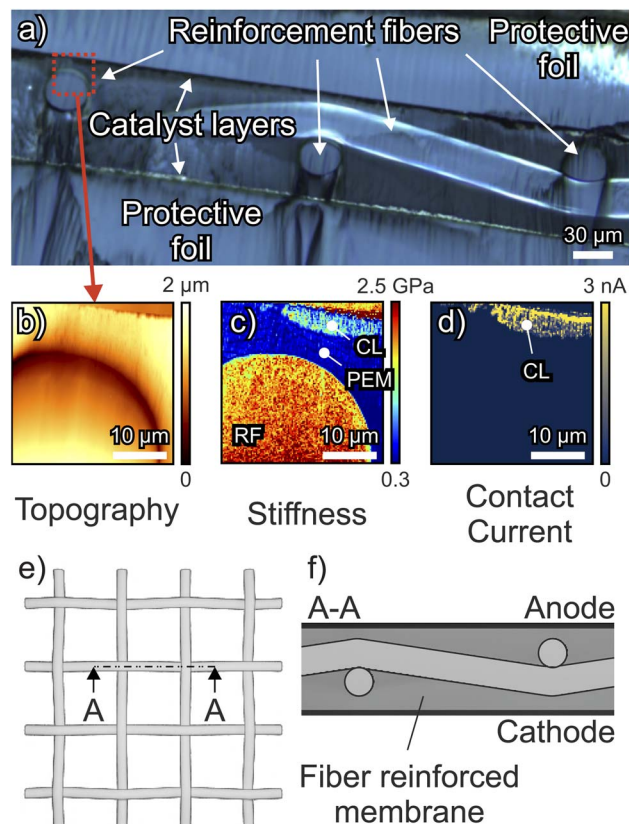 a)
Reinforcement fibers
Protective
foil
Catalyst layers
Protective
foil
30 µm
2 µm
2.5 GPa
3 nA
b)
c)
d)
CL
PEM
CL
RF
10 µm
10 µm
10 µm
0
0.3
0
Topography
Stiffness
Contact
Current
e)
f)
A-A
Anode
A
A
Cathode
Fiber reinforced
membrane